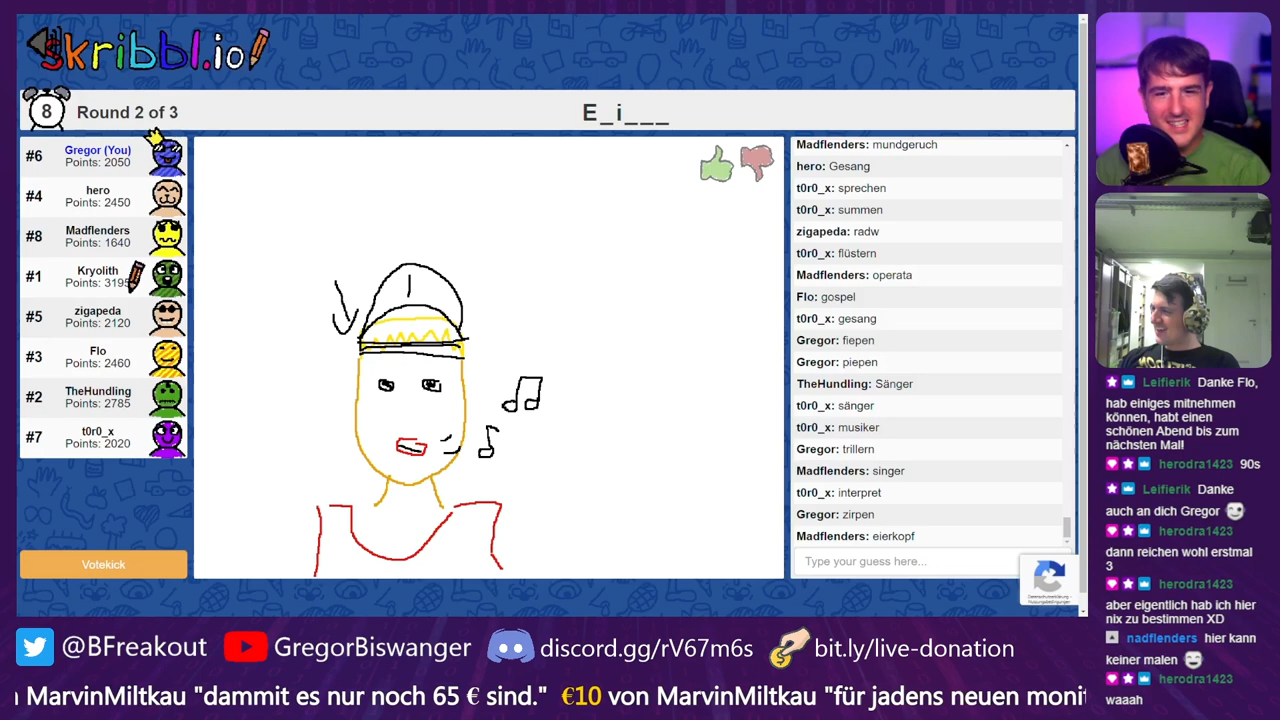 skribbl.io
8
Round 2 of 3
E_i___
#6
Gregor (You)
Points: 2050
#4
hero
Points: 2450
#8
Madflenders
Points: 1640
#1
Kryolith
Points: 3195
#5
zigapeda
Points: 2120
#3
Flo
Points: 2460
#2
TheHundling
Points: 2785
#7
t0r0_x
Points: 2020
Votekick
Madflenders: mundgeruch
hero: Gesang
t0r0_x: sprechen
t0r0_x: summen
zigapeda: radw
t0r0_x: flüstern
Madflenders: operata
Flo: gospel
t0r0_x: gesang
Gregor: fiepen
Gregor: piepen
TheHundling: Sänger
t0r0_x: sänger
t0r0_x: musiker
Gregor: trillern
Madflenders: singer
t0r0_x: interpret
Gregor: zirpen
Madflenders: eierkopf
Type your guess here...
Leifierik Danke Flo,
hab einiges mitnehmen
können, habt einen
schönen Abend bis zum
nächsten Mal!
herodra1423 90s
Leifierik Danke
auch an dich Gregor
herodra1423
dann reichen wohl erstmal
3
herodra1423
aber eigentlich hab ich hier
nix zu bestimmen XD
nadflenders hier kann
keiner malen
herodra1423
waaah
@BFreakout
GregorBiswanger
discord.gg/rV67m6s
bit.ly/live-donation
n MarvinMiltkau "dammit es nur noch 65 € sind." €10 von MarvinMiltkau "für jadens neuen monit